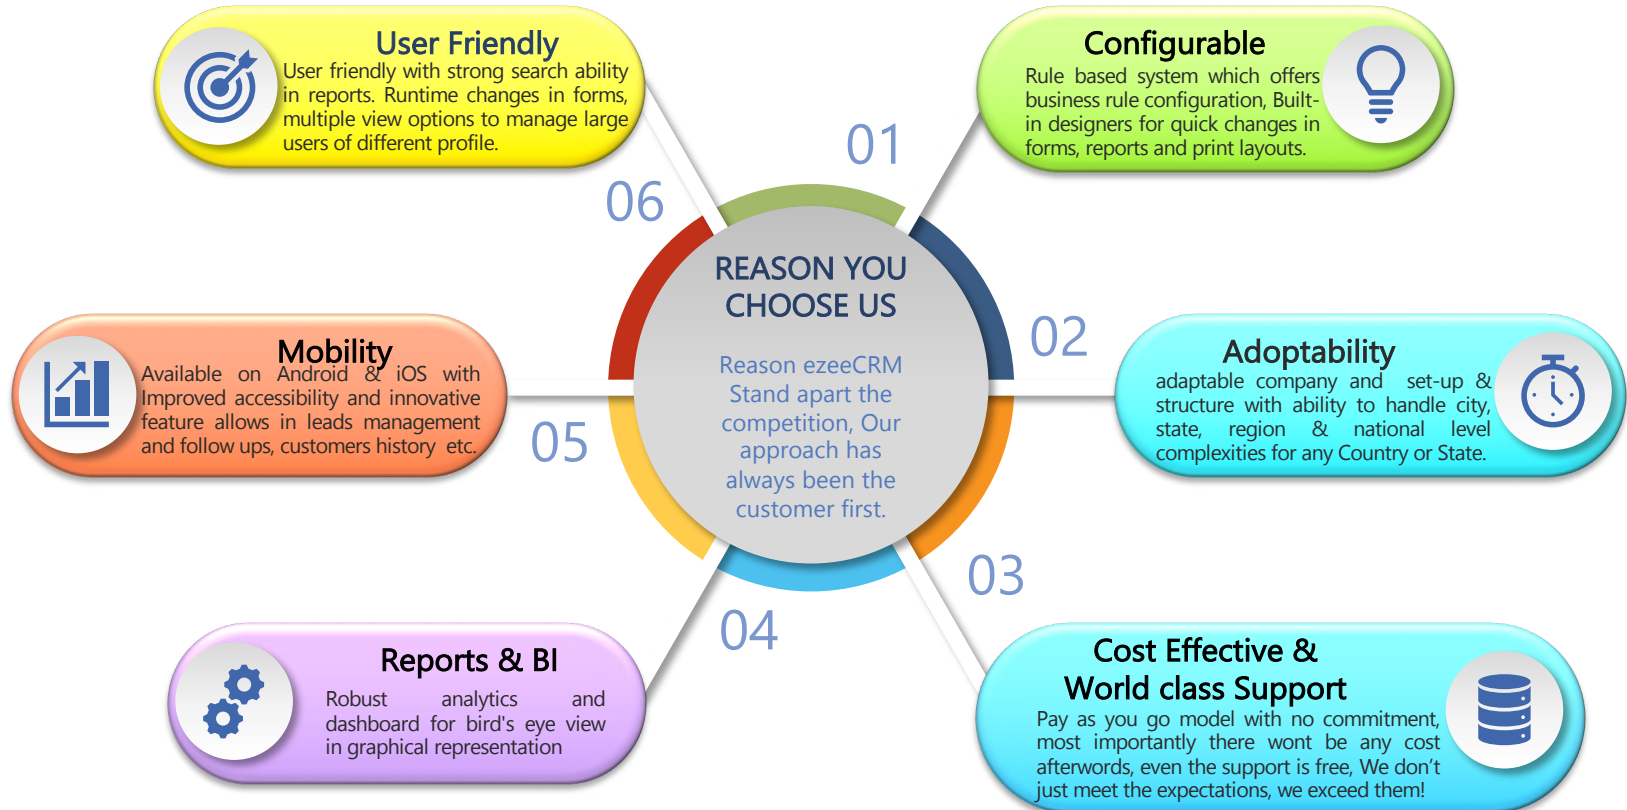 User Friendly
User friendly with strong search ability
in reports. Runtime changes in forms,
multiple view options to manage large
users of different profile.
Configurable
Rule based system which offers
business rule configuration, Built-
in designers for quick changes in
forms, reports and print layouts.
01
06
REASON YOU
CHOOSE US
Reason ezeeCRM
Stand apart the
competition, Our
approach has
always been the
customer first.
02
Adoptability
adaptable company and set-up &
structure with ability to handle city,
state, region & national level
complexities for any Country or State.
Mobility
Available on Android & iOS with
Improved accessibility and innovative
feature allows in leads management
and follow ups, customers history etc.
05
03
04
Reports & BI
Robust analytics and
dashboard for bird's eye view
in graphical representation
Cost Effective &
World class Support
Pay as you go model with no commitment,
most importantly there wont be any cost
afterwords, even the support is free, We don’t
just meet the expectations, we exceed them!